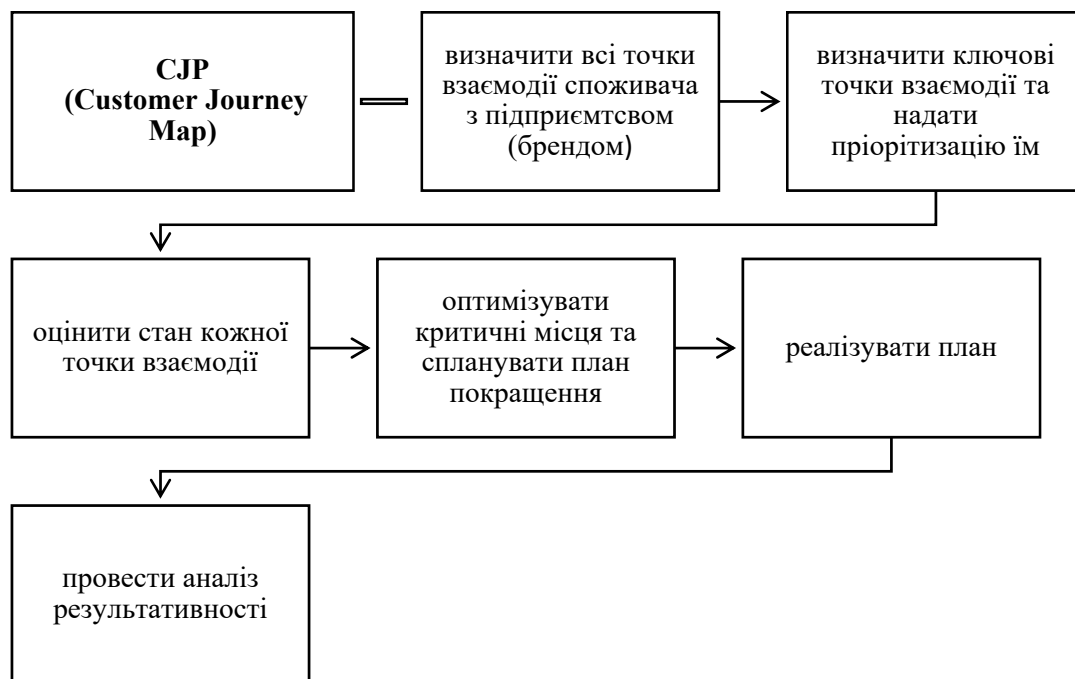 CJP
(Customer Journey
Map)
визначити всі точки
взаємодії споживача
з підприємтсвом
(брендом)
визначити ключові
точки взаємодії та
надати
пріорітизацію їм
оцінити стан кожної
точки взаємодії
оптимізувати
критичні місця та
спланувати план
покращення
реалізувати план
провести аналіз
результативності